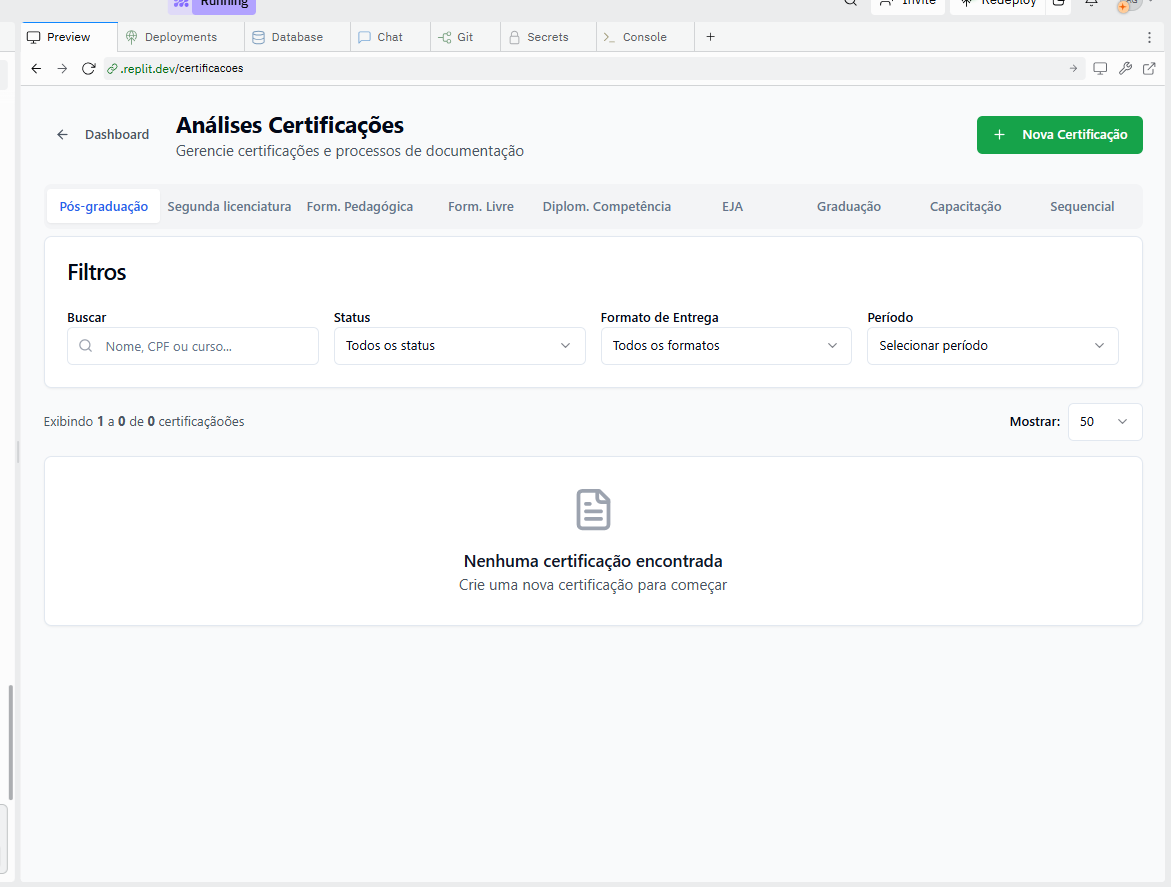 Running
Invite
Redeploy
Preview
Deployments
Database
Chat
Git
Secrets
Console
.replit.dev/certificacoes
Dashboard
Análises Certificações
Gerencie certificações e processos de documentação
Nova Certificação
Pós-graduação
Segunda licenciatura
Form. Pedagógica
Form. Livre
Diplom. Competência
EJA
Graduação
Capacitação
Sequencial
Filtros
Buscar
Status
Formato de Entrega
Período
Nome, CPF ou curso...
Todos os status
Todos os formatos
Selecionar período
Exibindo 1 a 0 de 0 certificaçãoões
Mostrar:
50
Nenhuma certificação encontrada
Crie uma nova certificação para começar